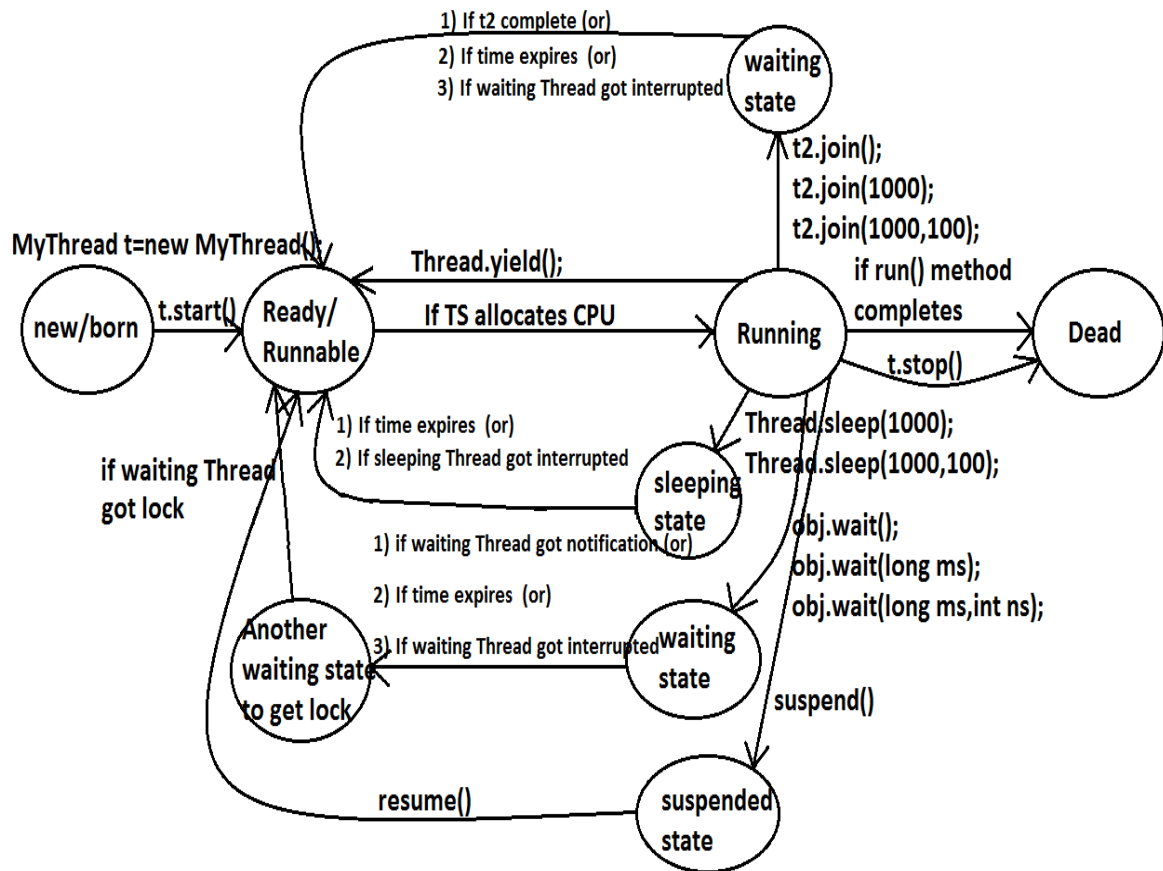 1) If t2 complete (or)
2) If time expires (or)
3) If waiting Thread got interrupted
waiting
state
t2.join();
t2.join(1000);
t2.join(1000,100);
MyThread t=new MyThread();
new/born
t.start()
Ready/
Runnable
Thread.yield();
If TS allocates CPU
Running
if run() method
completes
t.stop()
Dead
1) If time expires (or)
2) If sleeping Thread got interrupted
Thread.sleep(1000);
Thread.sleep(1000,100);
sleeping
state
if waiting Thread
got lock
1) if waiting Thread got notification (or)
2) If time expires (or)
3) If waiting Thread got interrupted
obj.wait();
obj.wait(long ms);
obj.wait(long ms,int ns);
Another
waiting state
to get lock
waiting
state
suspend()
resume()
suspended
state